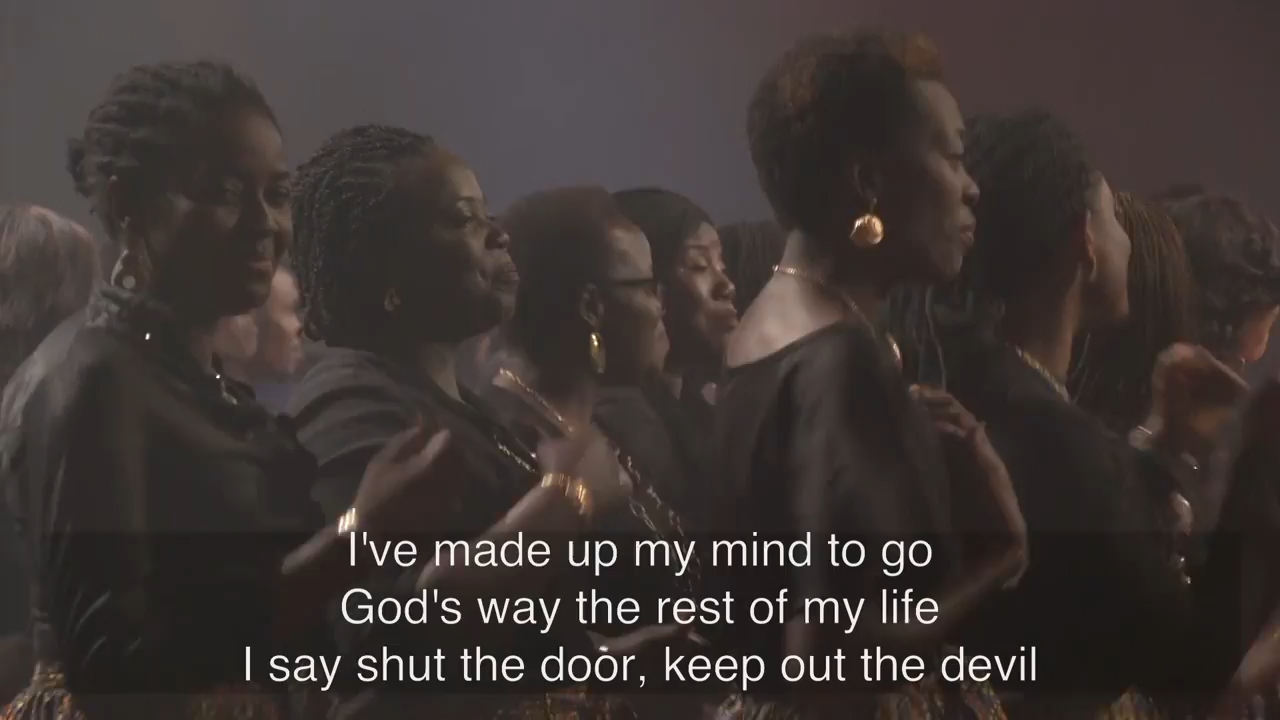 I've made up my mind to go
God's way the rest of my life
I say shut the door, keep out the devil